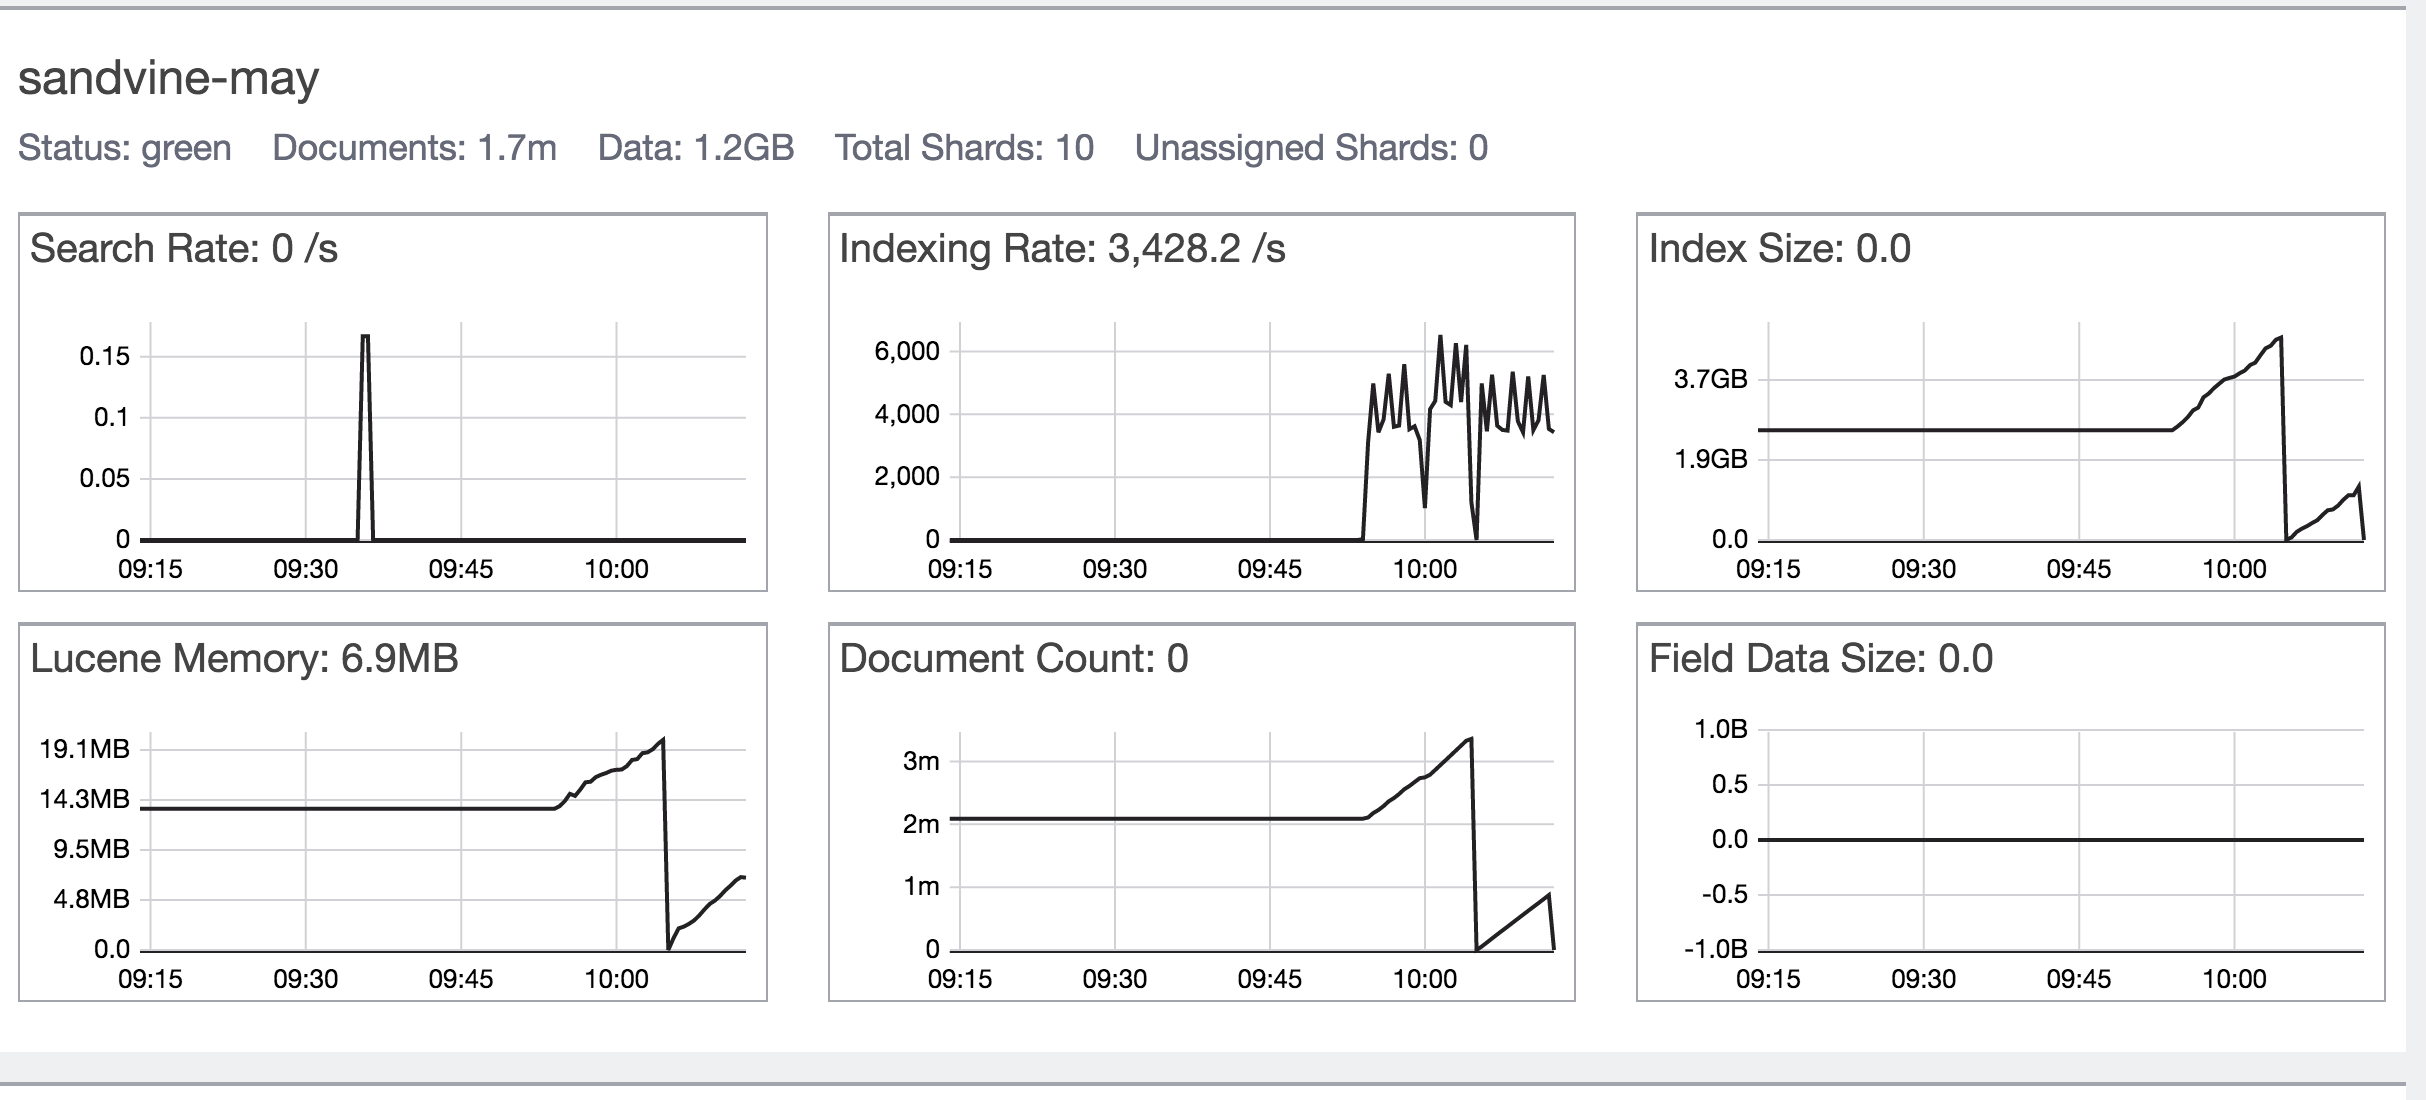 sandvine-may
Status: green Documents: 1.7m Data: 1.2GB Total Shards: 10 Unassigned Shards: 0
Search Rate: 0 /s
0.15
0.1
0.05
0
09:15 09:30 09:45 10:00
Indexing Rate: 3,428.2 /s
6,000
4,000
2,000
0
09:15 09:30 09:45 10:00
Index Size: 0.0
3.7GB
1.9GB
0.0
09:15 09:30 09:45 10:00
Lucene Memory: 6.9MB
19.1MB
14.3MB
9.5MB
4.8MB
0.0
09:15 09:30 09:45 10:00
Document Count: 0
3m
2m
1m
0
09:15 09:30 09:45 10:00
Field Data Size: 0.0
1.0B
0.5
0.0
-0.5
-1.0B
09:15 09:30 09:45 10:00